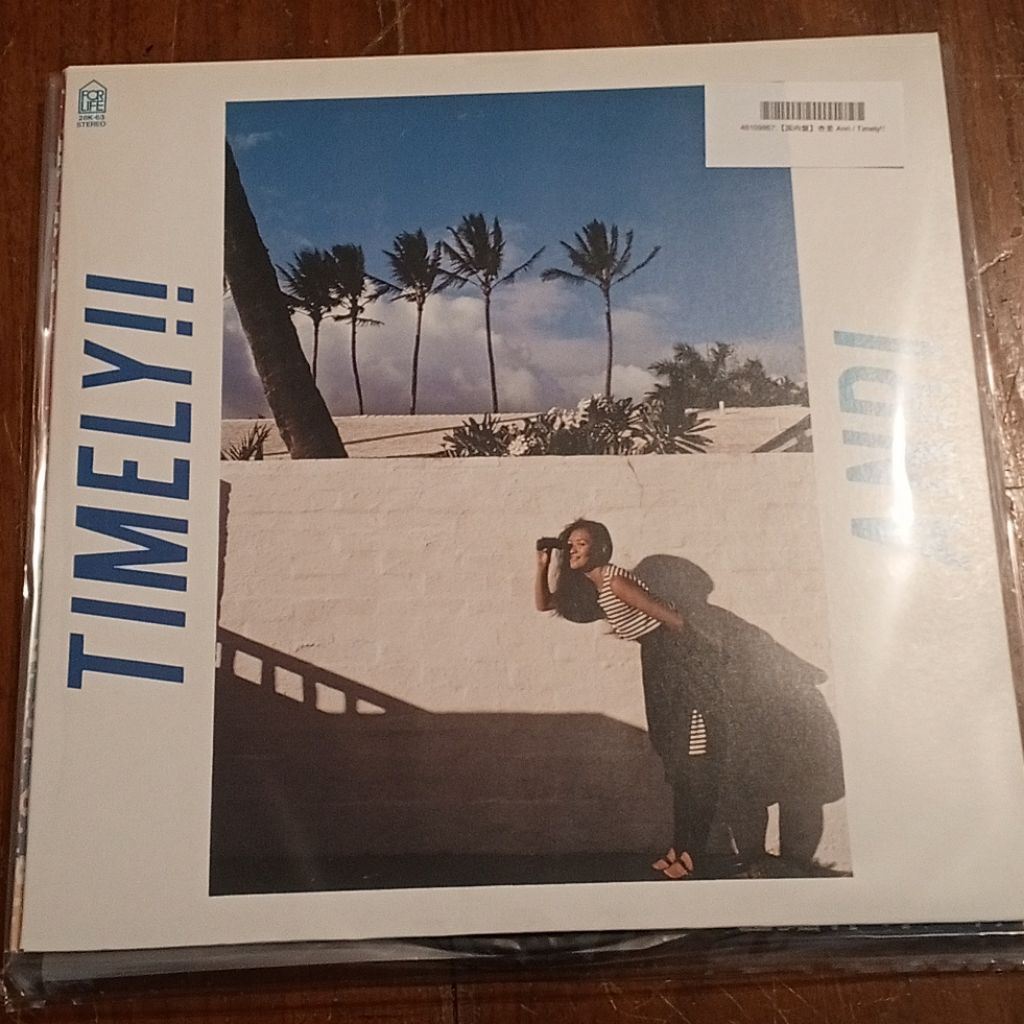 FOR
LIFE
28K-63
STEREO
TIMELY!!
ANRI
【国内盤】 杏里 Anri / Timely!!